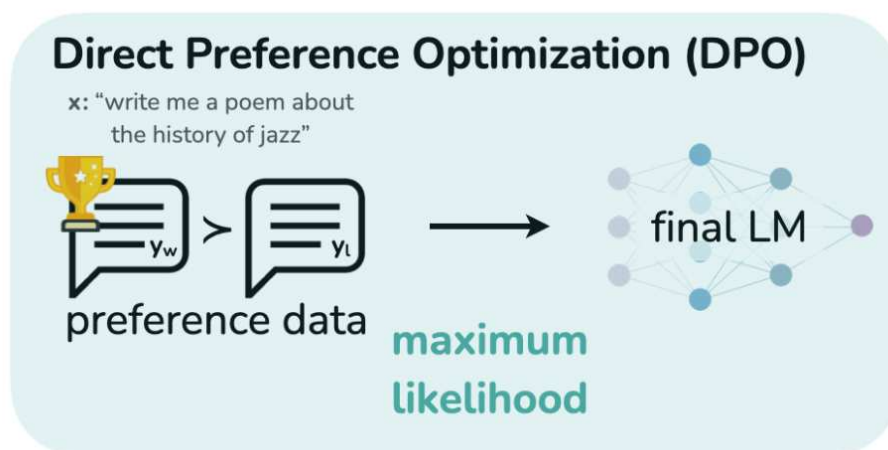 Direct Preference Optimization (DPO)
x: “write me a poem about
the history of jazz”
y_w ≻ y_l
preference data
final LM
maximum
likelihood